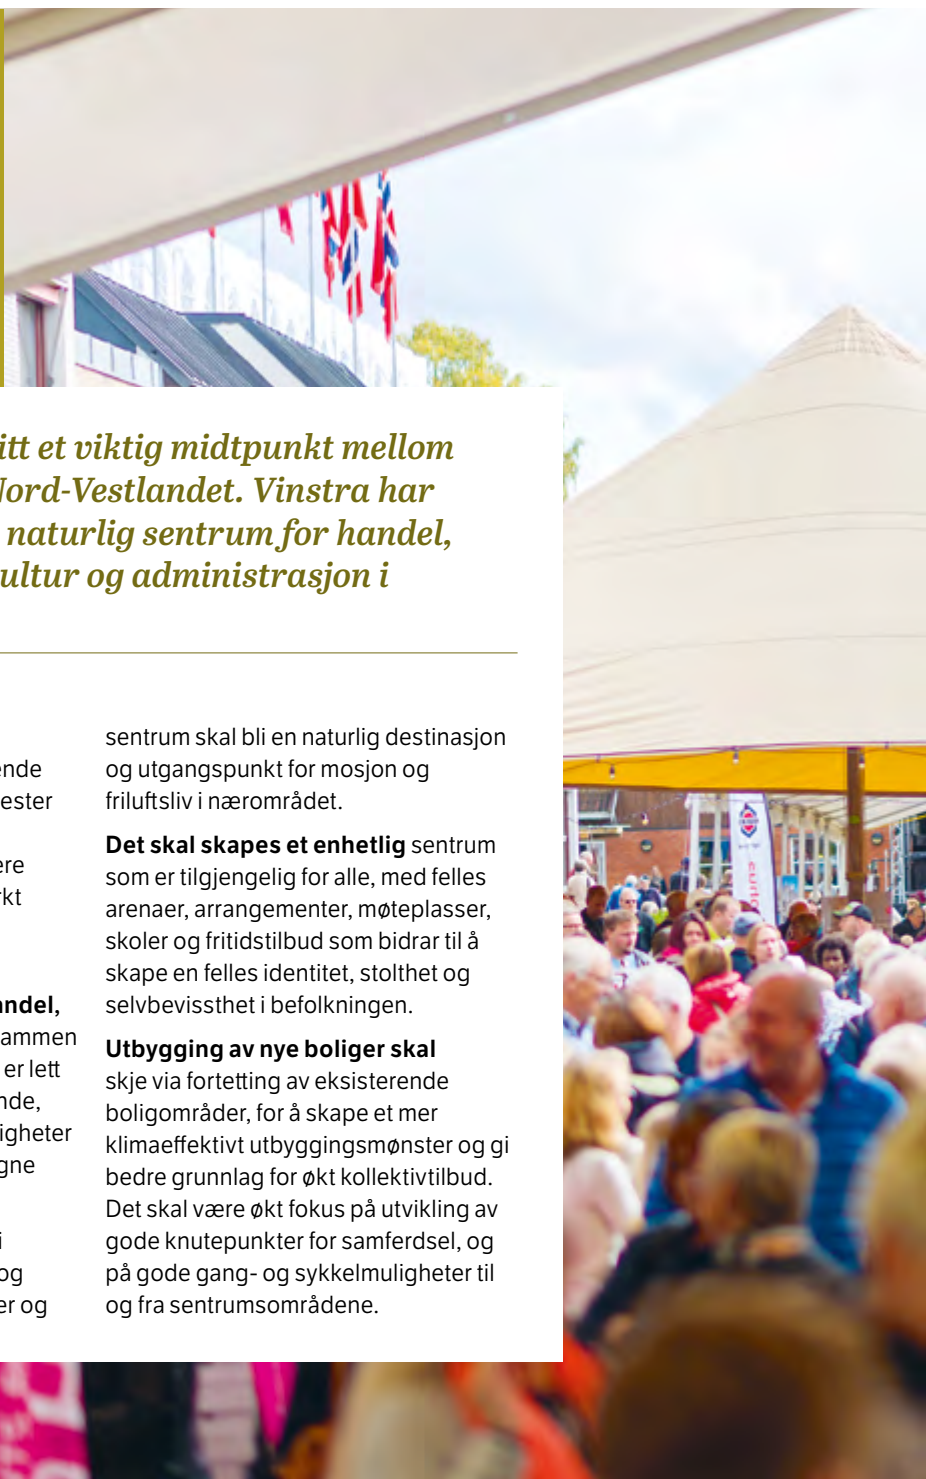 itt et viktig midtpunkt mellom
Nord-Vestlandet. Vinstra har
naturlig sentrum for handel,
ultur og administrasjon i
ende
ester
ere
rkt
andel,
ammen
er lett
nde,
igheter
gne
i
og
er og
sentrum skal bli en naturlig destinasjon
og utgangspunkt for mosjon og
friluftsliv i nærområdet.
Det skal skapes et enhetlig sentrum
som er tilgjengelig for alle, med felles
arenaer, arrangementer, møteplasser,
skoler og fritidstilbud som bidrar til å
skape en felles identitet, stolthet og
selvbevissthet i befolkningen.
Utbygging av nye boliger skal
skje via fortetting av eksisterende
boligområder, for å skape et mer
klimaeffektivt utbyggingsmønster og gi
bedre grunnlag for økt kollektivtilbud.
Det skal være økt fokus på utvikling av
gode knutepunkter for samferdsel, og
på gode gang- og sykkelmuligheter til
og fra sentrumsområdene.